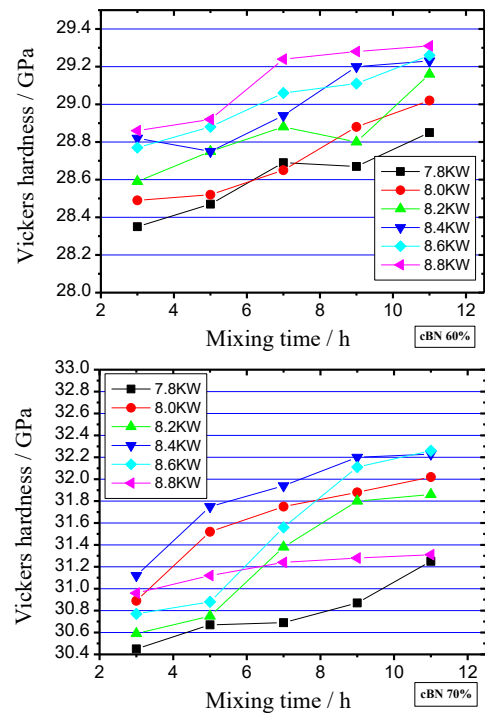 29.4
29.2
29.0
28.8
28.6
28.4
28.2
28.0
Vickers hardness / GPa
7.8KW
8.0KW
8.2KW
8.4KW
8.6KW
8.8KW
2 4 6 8 10 12
Mixing time / h
cBN 60%
33.0
32.8
32.6
32.4
32.2
32.0
31.8
31.6
31.4
31.2
31.0
30.8
30.6
30.4
Vickers hardness / GPa
7.8KW
8.0KW
8.2KW
8.4KW
8.6KW
8.8KW
2 4 6 8 10 12
Mixing time / h
cBN 70%